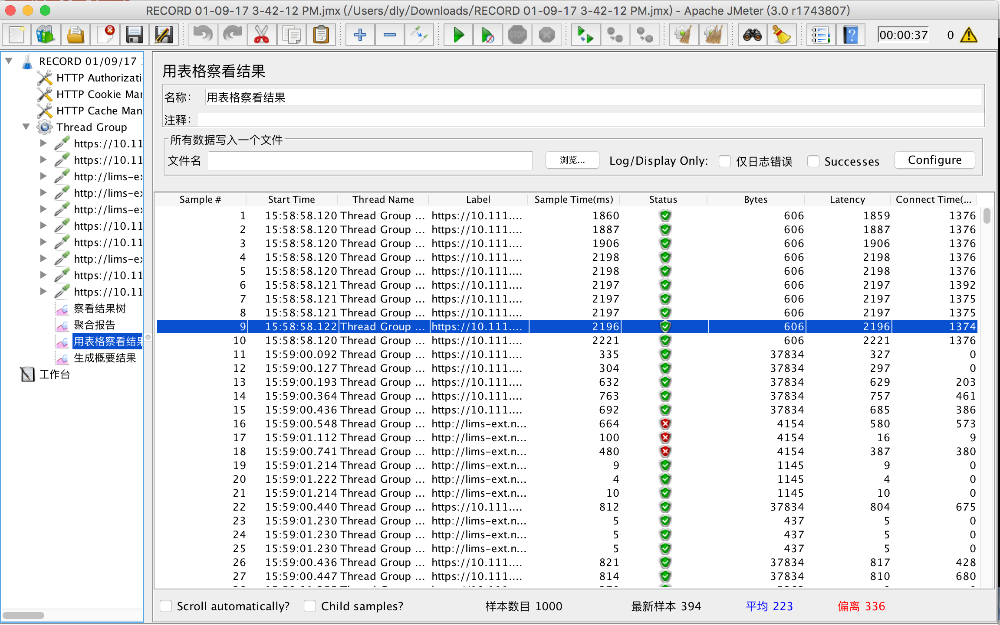 RECORD 01-09-17 3-42-12 PM.jmx (/Users/dly/Downloads/RECORD 01-09-17 3-42-12 PM.jmx) - Apache JMeter (3.0 r1743807)
STOP
00:00:37 0
RECORD 01/09/17
HTTP Authorizati
HTTP Cookie Mar
HTTP Cache Man
Thread Group
https://10.11
https://10.11
http://lims-ex
http://lims-ex
http://lims-ex
https://10.11
https://10.11
http://lims-ex
https://10.11
https://10.11
察看结果树
聚合报告
用表格察看结果
生成概要结果
工作台
用表格察看结果
名称： 用表格察看结果
注释：
所有数据写入一个文件
文件名 浏览... Log/Display Only: 仅日志错误 Successes Configure
Sample # Start Time Thread Name Label Sample Time(ms) Status Bytes Latency Connect Time(...
1 15:58:58.120 Thread Group ... https://10.111.... 1860 606 1859 1376
2 15:58:58.120 Thread Group ... https://10.111.... 1887 606 1887 1376
3 15:58:58.120 Thread Group ... https://10.111.... 1906 606 1906 1376
4 15:58:58.120 Thread Group ... https://10.111.... 2198 606 2198 1376
5 15:58:58.120 Thread Group ... https://10.111.... 2198 606 2198 1376
6 15:58:58.121 Thread Group ... https://10.111.... 2197 606 2197 1392
7 15:58:58.121 Thread Group ... https://10.111.... 2197 606 2197 1375
8 15:58:58.121 Thread Group ... https://10.111.... 2197 606 2197 1375
9 15:58:58.122 Thread Group ... https://10.111.... 2196 606 2196 1374
10 15:58:58.120 Thread Group ... https://10.111.... 2221 606 2221 1376
11 15:59:00.092 Thread Group ... https://10.111.... 335 37834 327 0
12 15:59:00.127 Thread Group ... https://10.111.... 304 37834 297 0
13 15:59:00.193 Thread Group ... https://10.111.... 632 37834 629 203
14 15:59:00.364 Thread Group ... https://10.111.... 763 37834 757 461
15 15:59:00.436 Thread Group ... https://10.111.... 692 37834 685 386
16 15:59:00.548 Thread Group ... http://lims-ext.n... 664 4154 580 573
17 15:59:01.112 Thread Group ... http://lims-ext.n... 100 4154 16 9
18 15:59:00.741 Thread Group ... http://lims-ext.n... 480 4154 387 380
19 15:59:01.214 Thread Group ... http://lims-ext.n... 9 1145 9 0
20 15:59:01.222 Thread Group ... http://lims-ext.n... 4 1145 4 0
21 15:59:01.214 Thread Group ... http://lims-ext.n... 10 1145 10 0
22 15:59:00.440 Thread Group ... https://10.111.... 812 37834 804 675
23 15:59:01.230 Thread Group ... http://lims-ext.n... 5 437 5 0
24 15:59:01.230 Thread Group ... http://lims-ext.n... 5 437 5 0
25 15:59:01.230 Thread Group ... http://lims-ext.n... 5 437 5 0
26 15:59:00.436 Thread Group ... https://10.111.... 821 37834 817 428
27 15:59:00.447 Thread Group ... https://10.111.... 814 37834 810 680
Scroll automatically? Child samples? 样本数目 1000 最新样本 394 平均 223 偏离 336